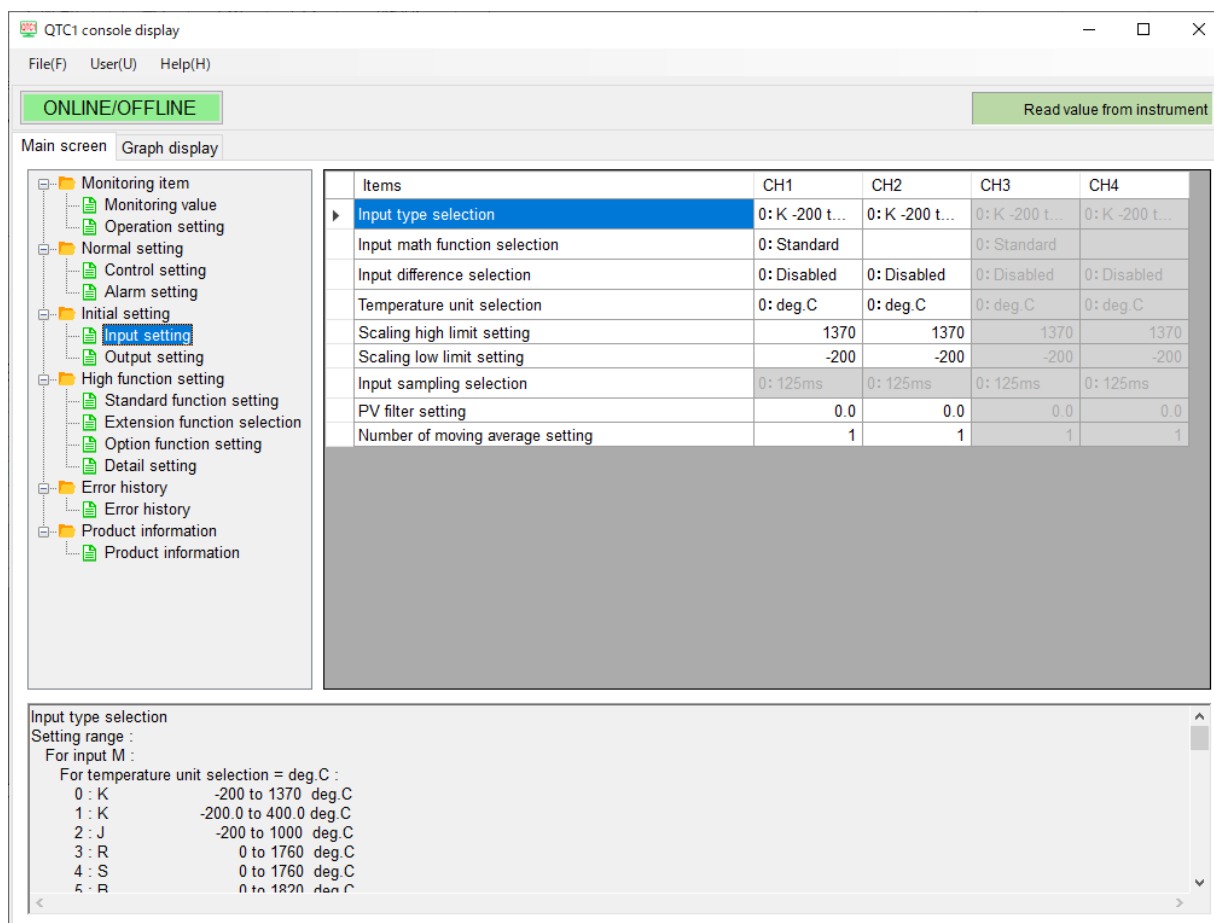 QTC1 console display
File(F) User(U) Help(H)
ONLINE/OFFLINE
Read value from instrument
Main screen Graph display
Monitoring item
Monitoring value
Operation setting
Normal setting
Control setting
Alarm setting
Initial setting
Input setting
Output setting
High function setting
Standard function setting
Extension function selection
Option function setting
Detail setting
Error history
Error history
Product information
Product information
Items CH1 CH2 CH3 CH4
Input type selection 0: K -200 t... 0: K -200 t... 0: K -200 t... 0: K -200 t...
Input math function selection 0: Standard 0: Standard
Input difference selection 0: Disabled 0: Disabled 0: Disabled 0: Disabled
Temperature unit selection 0: deg.C 0: deg.C 0: deg.C 0: deg.C
Scaling high limit setting 1370 1370 1370 1370
Scaling low limit setting -200 -200 -200 -200
Input sampling selection 0: 125ms 0: 125ms 0: 125ms 0: 125ms
PV filter setting 0.0 0.0 0.0 0.0
Number of moving average setting 1 1 1 1
Input type selection
Setting range :
For input M :
For temperature unit selection = deg.C :
0 : K -200 to 1370 deg.C
1 : K -200.0 to 400.0 deg.C
2 : J -200 to 1000 deg.C
3 : R 0 to 1760 deg.C
4 : S 0 to 1760 deg.C
5 : B 0 to 1820 deg.C